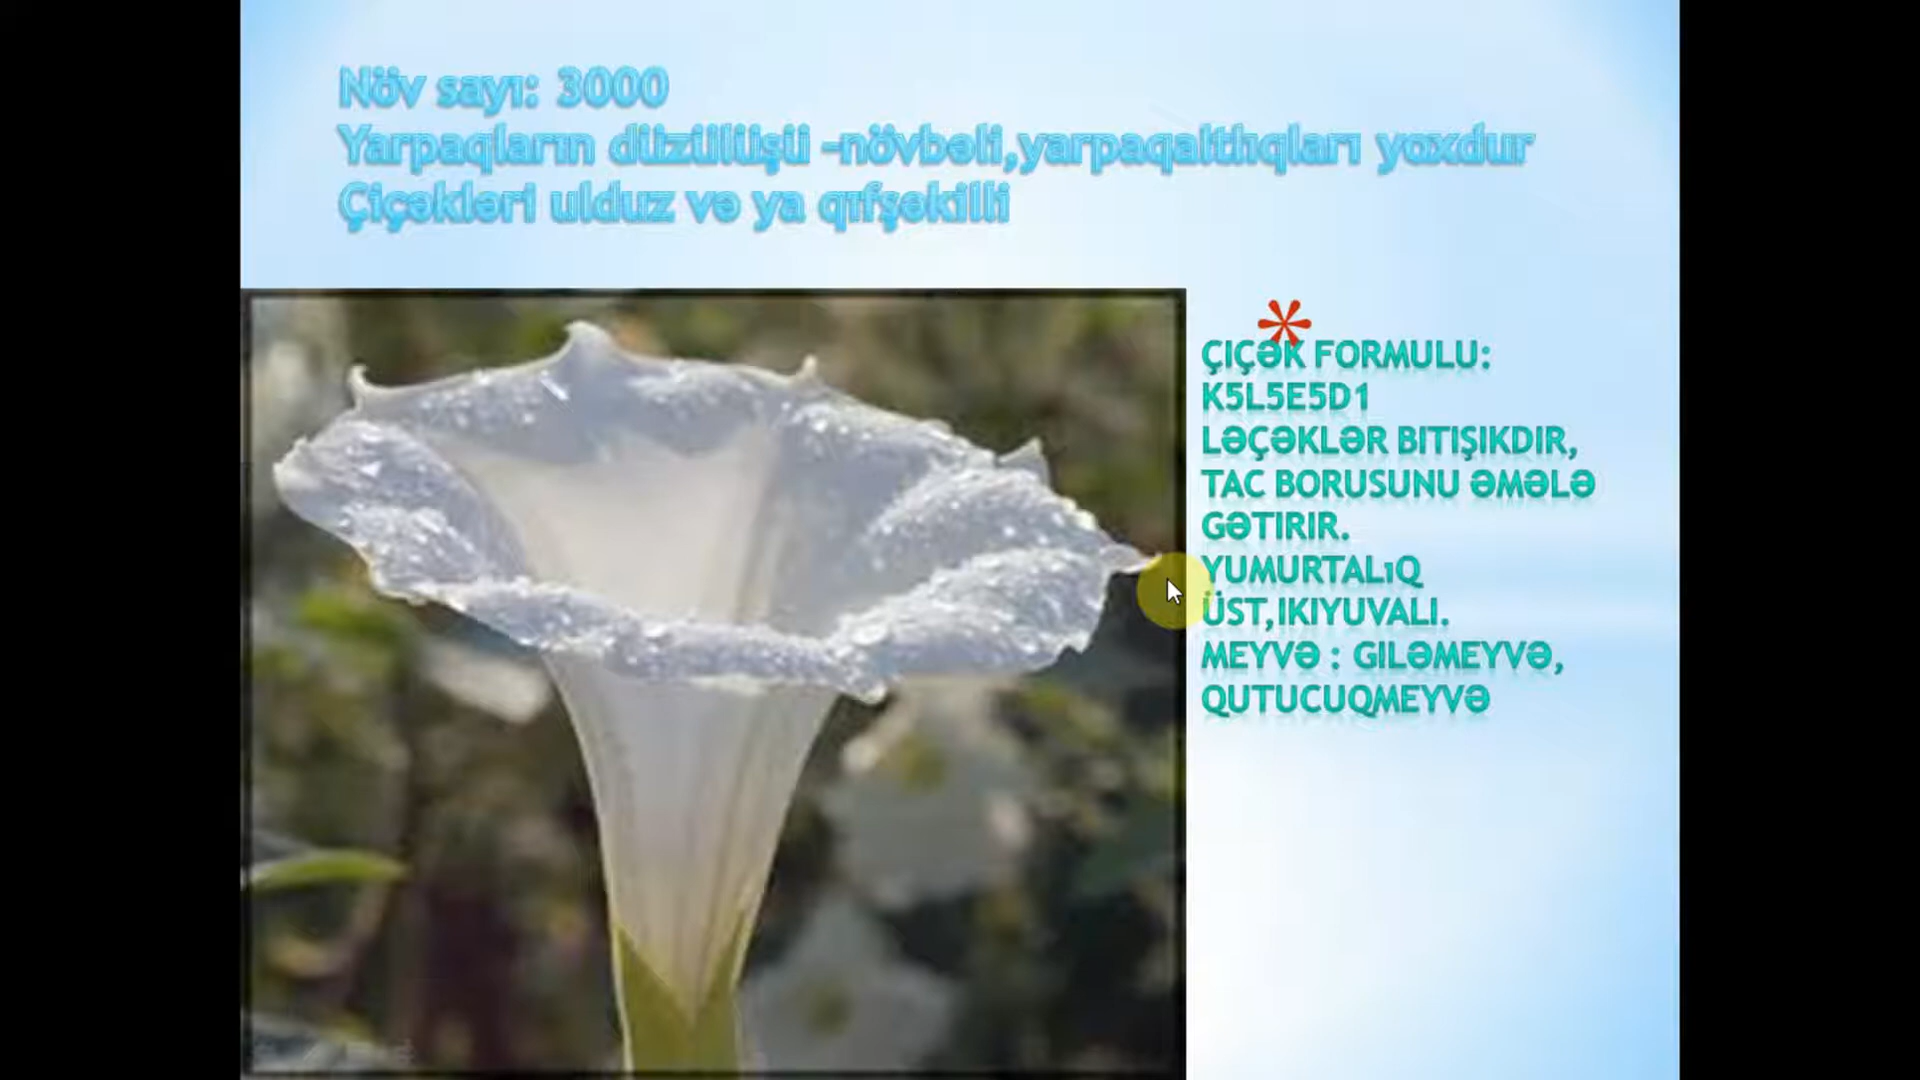 Növ sayı: 3000
Yarpaqların düzülüşü -növbəli,yarpaqaltlıqları yoxdur
Çiçəkləri ulduz və ya qıfşəkilli
*
ÇIÇƏK FORMULU:
K5L5E5D1
LƏÇƏKLƏR BITIŞIKDIR,
TAC BORUSUNU ƏMƏLƏ
GƏTIRIR.
YUMURTALıQ
ÜST,IKIYUVALI.
MEYVƏ : GILƏMEYVƏ,
QUTUCUQMEYVƏ